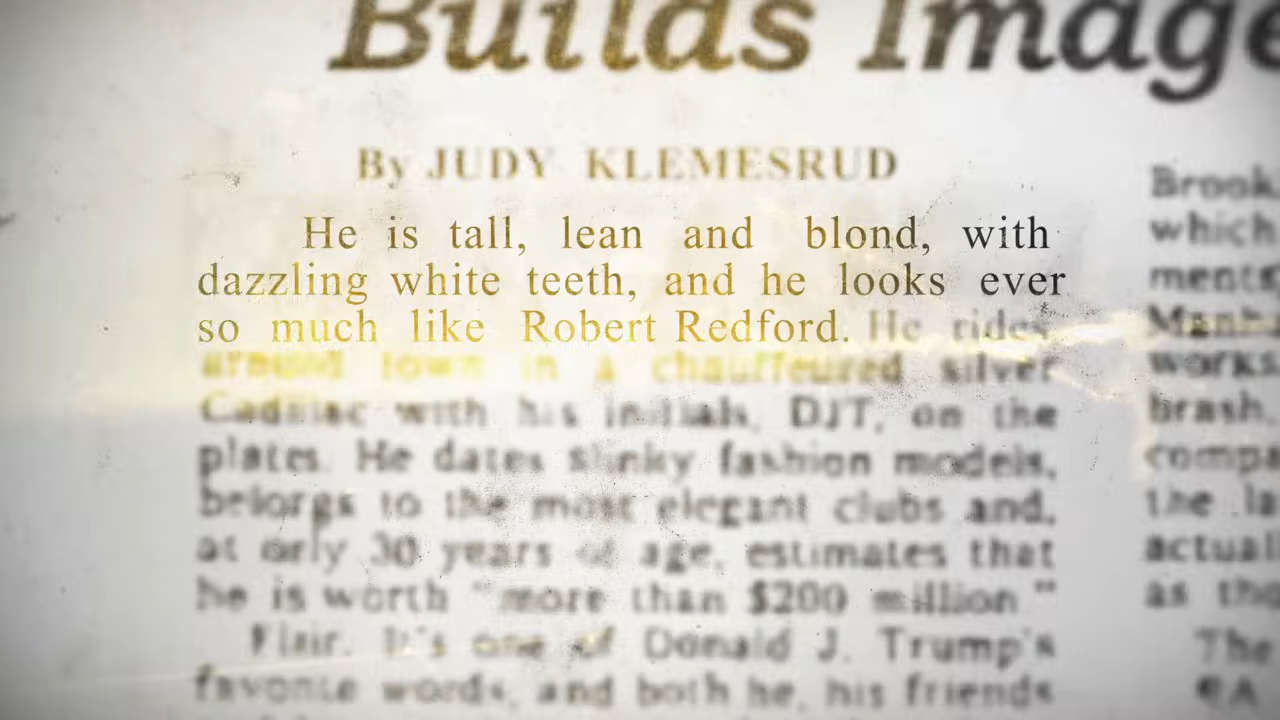 Builds Image
By JUDY KLEMESRUD
He is tall, lean and blond, with
dazzling white teeth, and he looks ever
so much like Robert Redford. He rides
around town in a chauffeured silver
Cadillac with his initials, DJT, on the
plates. He dates slinky fashion models,
belongs to the most elegant clubs and,
at only 30 years of age, estimates that
he is worth "more than $200 million."
Flair. It's one of Donald J. Trump's
favorite words, and both he, his friends
Brook
which
ments
Manh
works
brash,
compa
the la
actuall
as tho
The